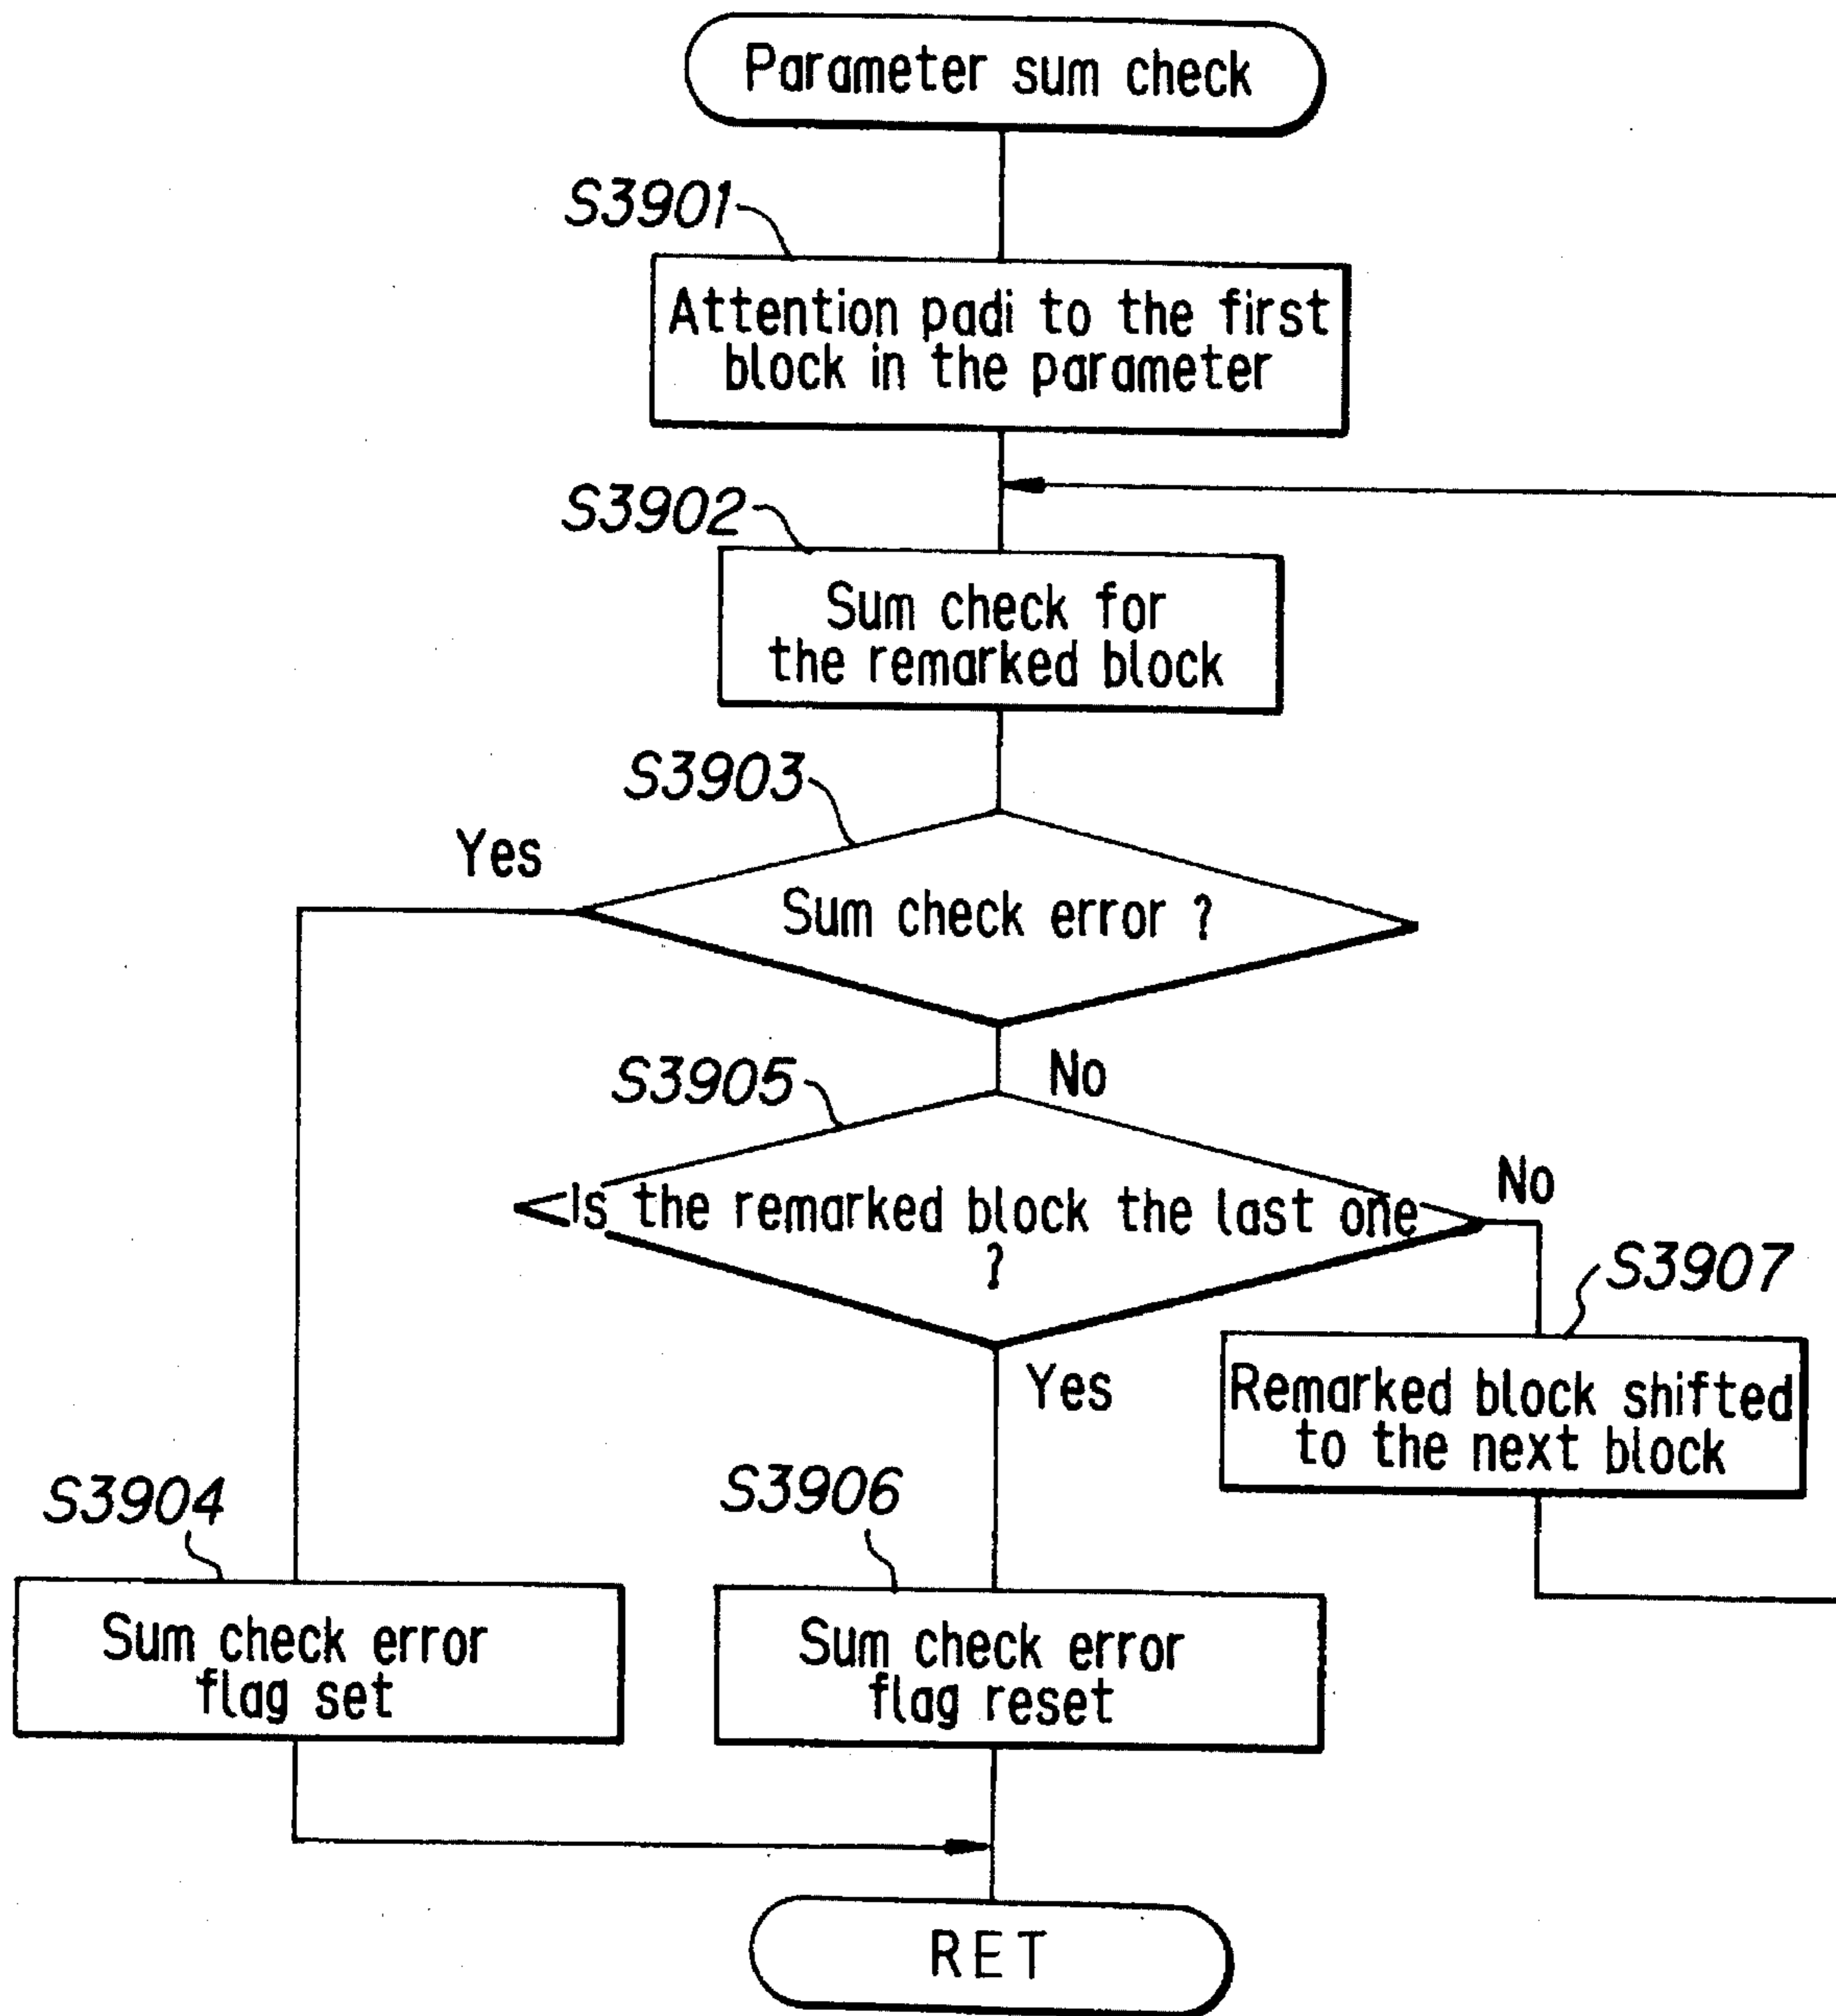 Parameter sum check
S3901
Attention padi to the first
block in the parameter
S3902
Sum check for
the remarked block
S3903
Yes
Sum check error ?
S3905
No
Is the remarked block the last one
?
No
S3907
Yes
Remarked block shifted
to the next block
S3904
S3906
Sum check error
flag set
Sum check error
flag reset
RET